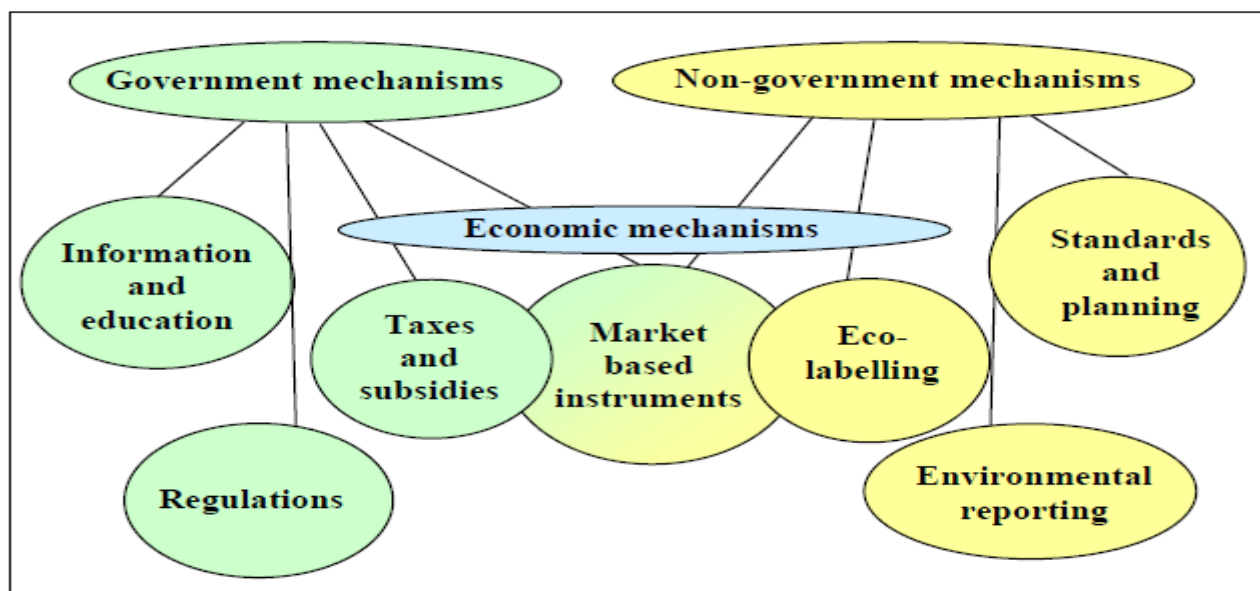 Government mechanisms
Non-government mechanisms
Economic mechanisms
Information
and
education
Standards
and
planning
Taxes
and
subsidies
Market
based
instruments
Eco-
labelling
Regulations
Environmental
reporting